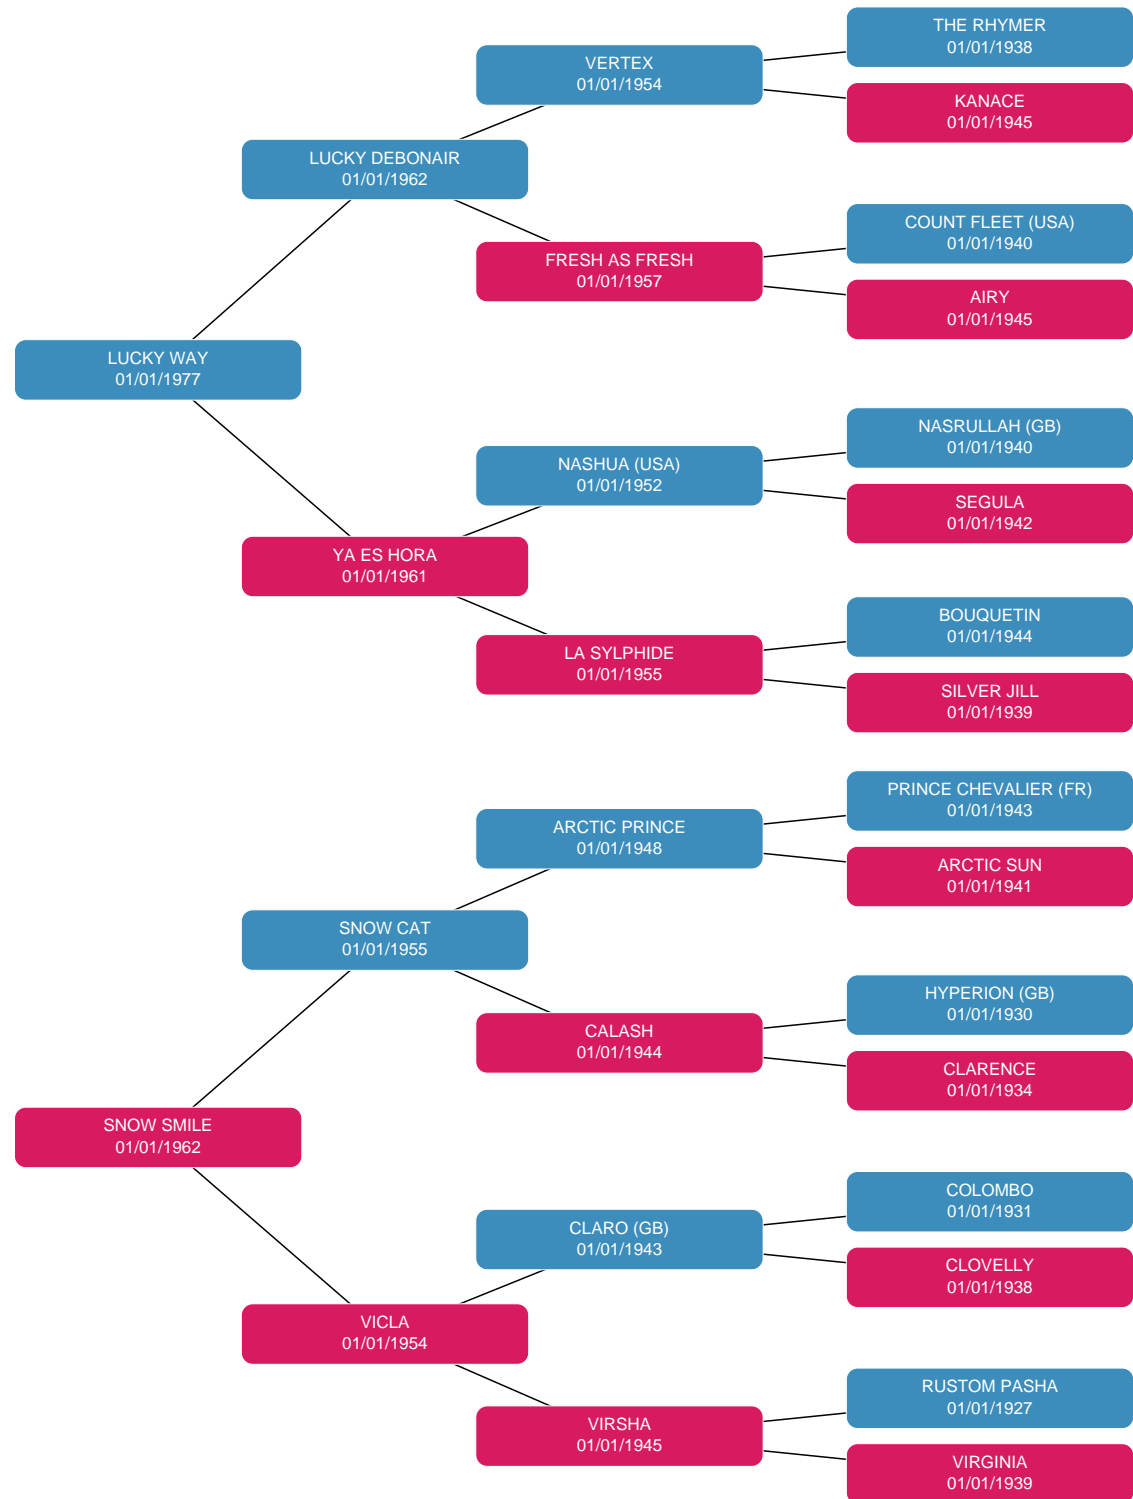 THE RHYMER
01/01/1938
VERTEX
01/01/1954
KANACE
01/01/1945
LUCKY DEBONAIR
01/01/1962
COUNT FLEET (USA)
01/01/1940
FRESH AS FRESH
01/01/1957
AIRY
01/01/1945
LUCKY WAY
01/01/1977
NASRULLAH (GB)
01/01/1940
NASHUA (USA)
01/01/1952
SEGULA
01/01/1942
YA ES HORA
01/01/1961
BOUQUETIN
01/01/1944
LA SYLPHIDE
01/01/1955
SILVER JILL
01/01/1939
PRINCE CHEVALIER (FR)
01/01/1943
ARCTIC PRINCE
01/01/1948
ARCTIC SUN
01/01/1941
SNOW CAT
01/01/1955
HYPERION (GB)
01/01/1930
CALASH
01/01/1944
CLARENCE
01/01/1934
SNOW SMILE
01/01/1962
COLOMBO
01/01/1931
CLARO (GB)
01/01/1943
CLOVELLY
01/01/1938
VICLA
01/01/1954
RUSTOM PASHA
01/01/1927
VIRSHA
01/01/1945
VIRGINIA
01/01/1939